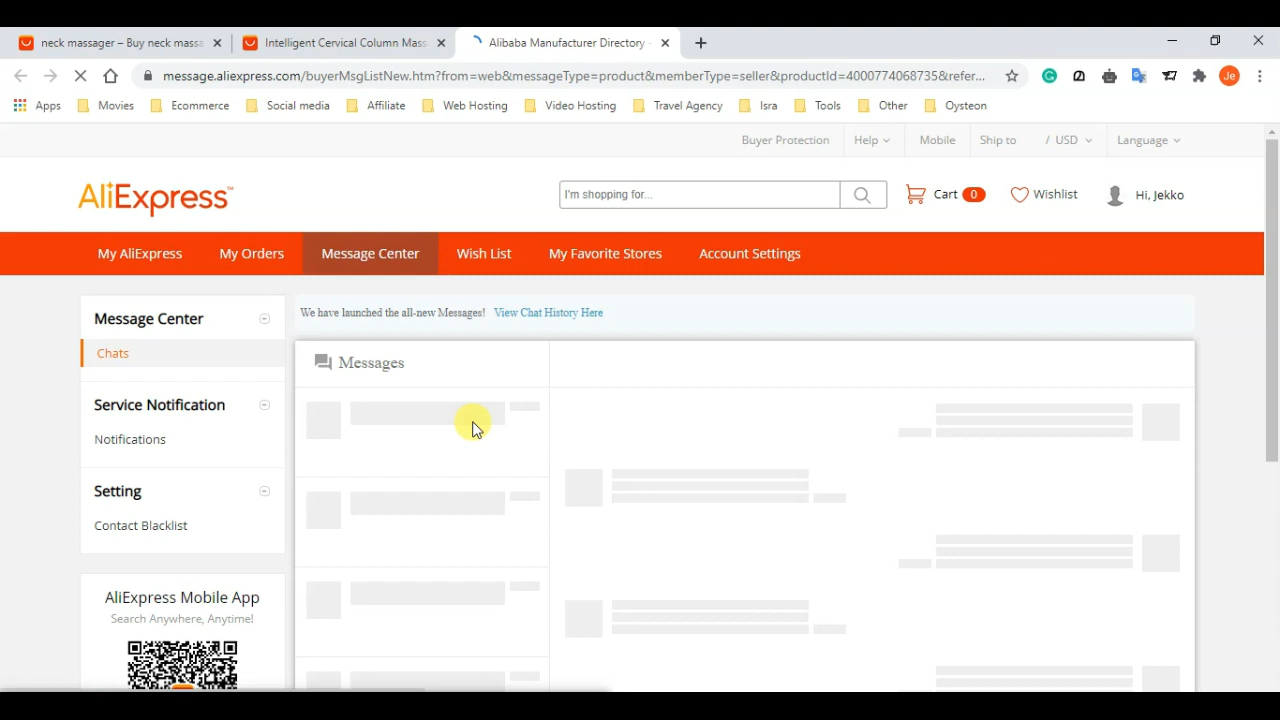 neck massager – Buy neck massa
Intelligent Cervical Column Mass
Alibaba Manufacturer Directory -
message.aliexpress.com/buyerMsgListNew.htm?from=web&messageType=product&memberType=seller&productId=4000774068735&refer...
Je
Apps Movies Ecommerce Social media Affiliate Web Hosting Video Hosting Travel Agency Isra Tools Other Oysteon
Buyer Protection Help Mobile Ship to / USD Language
AliExpress™
I'm shopping for...
Cart 0 Wishlist Hi, Jekko
My AliExpress My Orders Message Center Wish List My Favorite Stores Account Settings
Message Center
Chats
Service Notification
Notifications
Setting
Contact Blacklist
AliExpress Mobile App
Search Anywhere, Anytime!
We have launched the all-new Messages! View Chat History Here
Messages